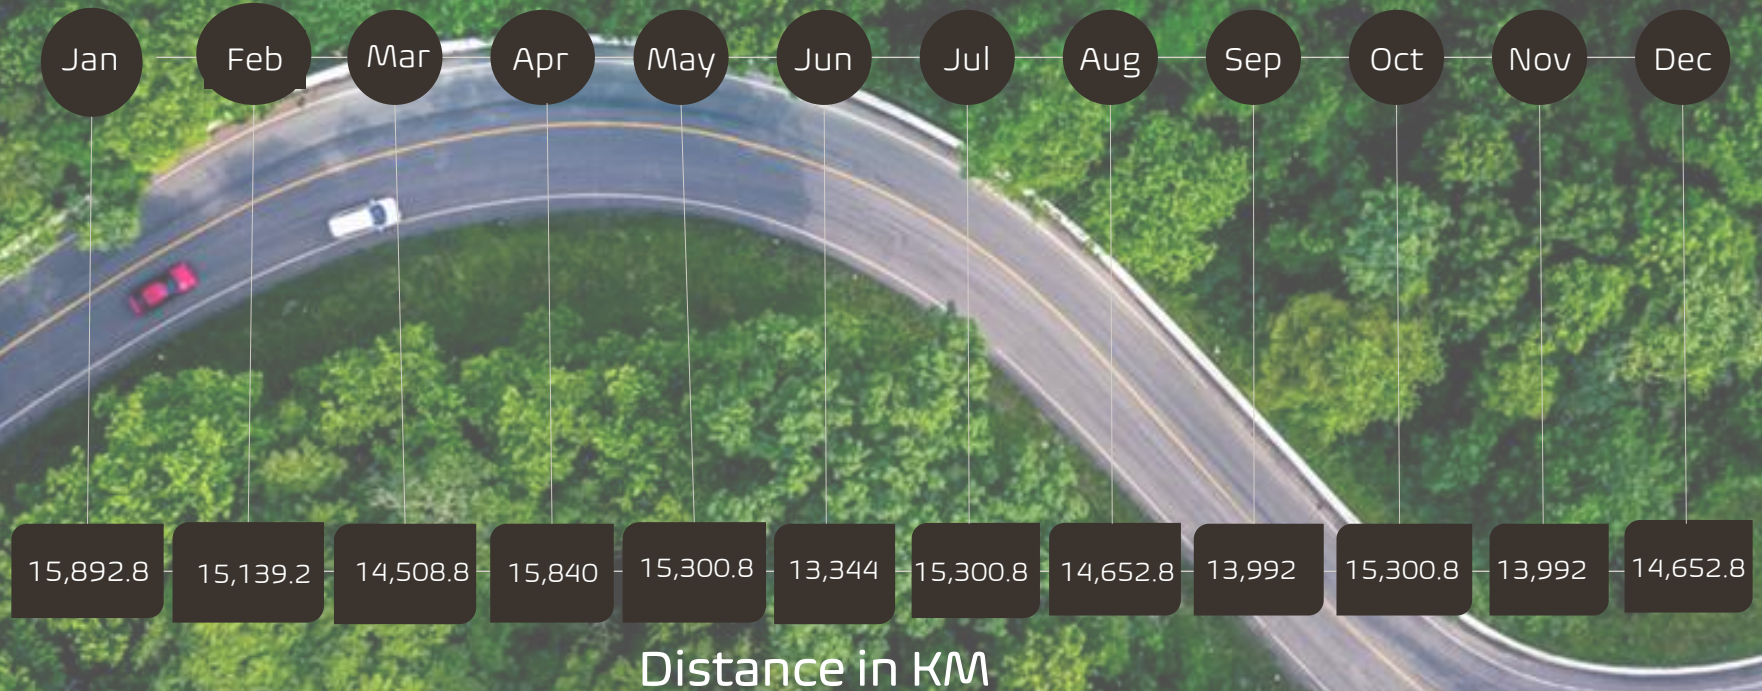 Jan Feb Mar Apr May Jun Jul Aug Sep Oct Nov Dec
15,892.8 15,139.2 14,508.8 15,840 15,300.8 13,344 15,300.8 14,652.8 13,992 15,300.8 13,992 14,652.8
Distance in KM